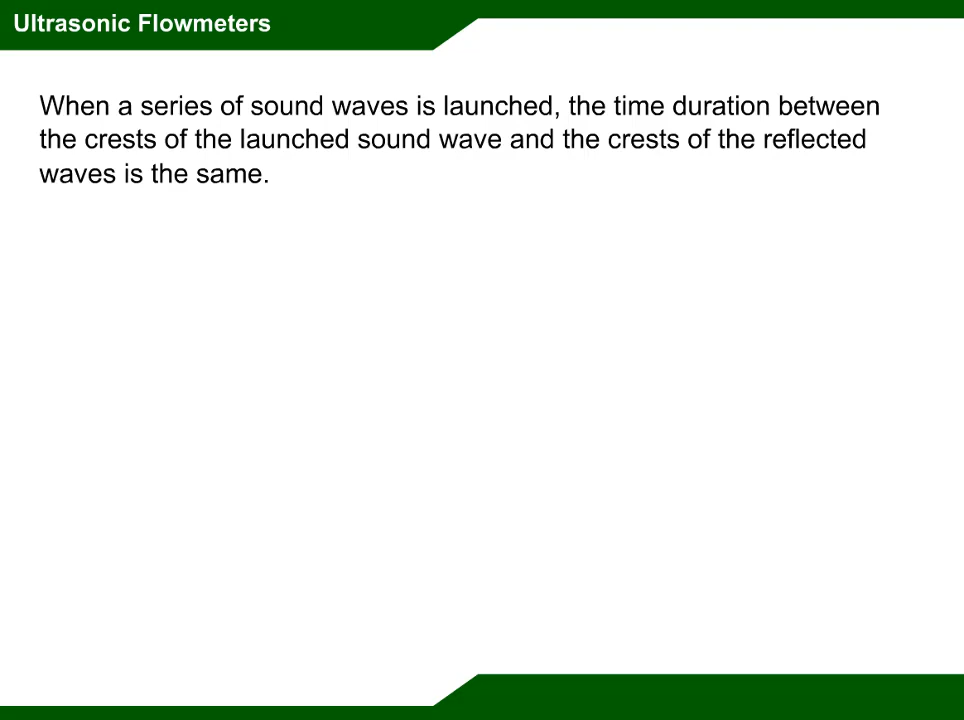 Ultrasonic Flowmeters
When a series of sound waves is launched, the time duration between
the crests of the launched sound wave and the crests of the reflected
waves is the same.